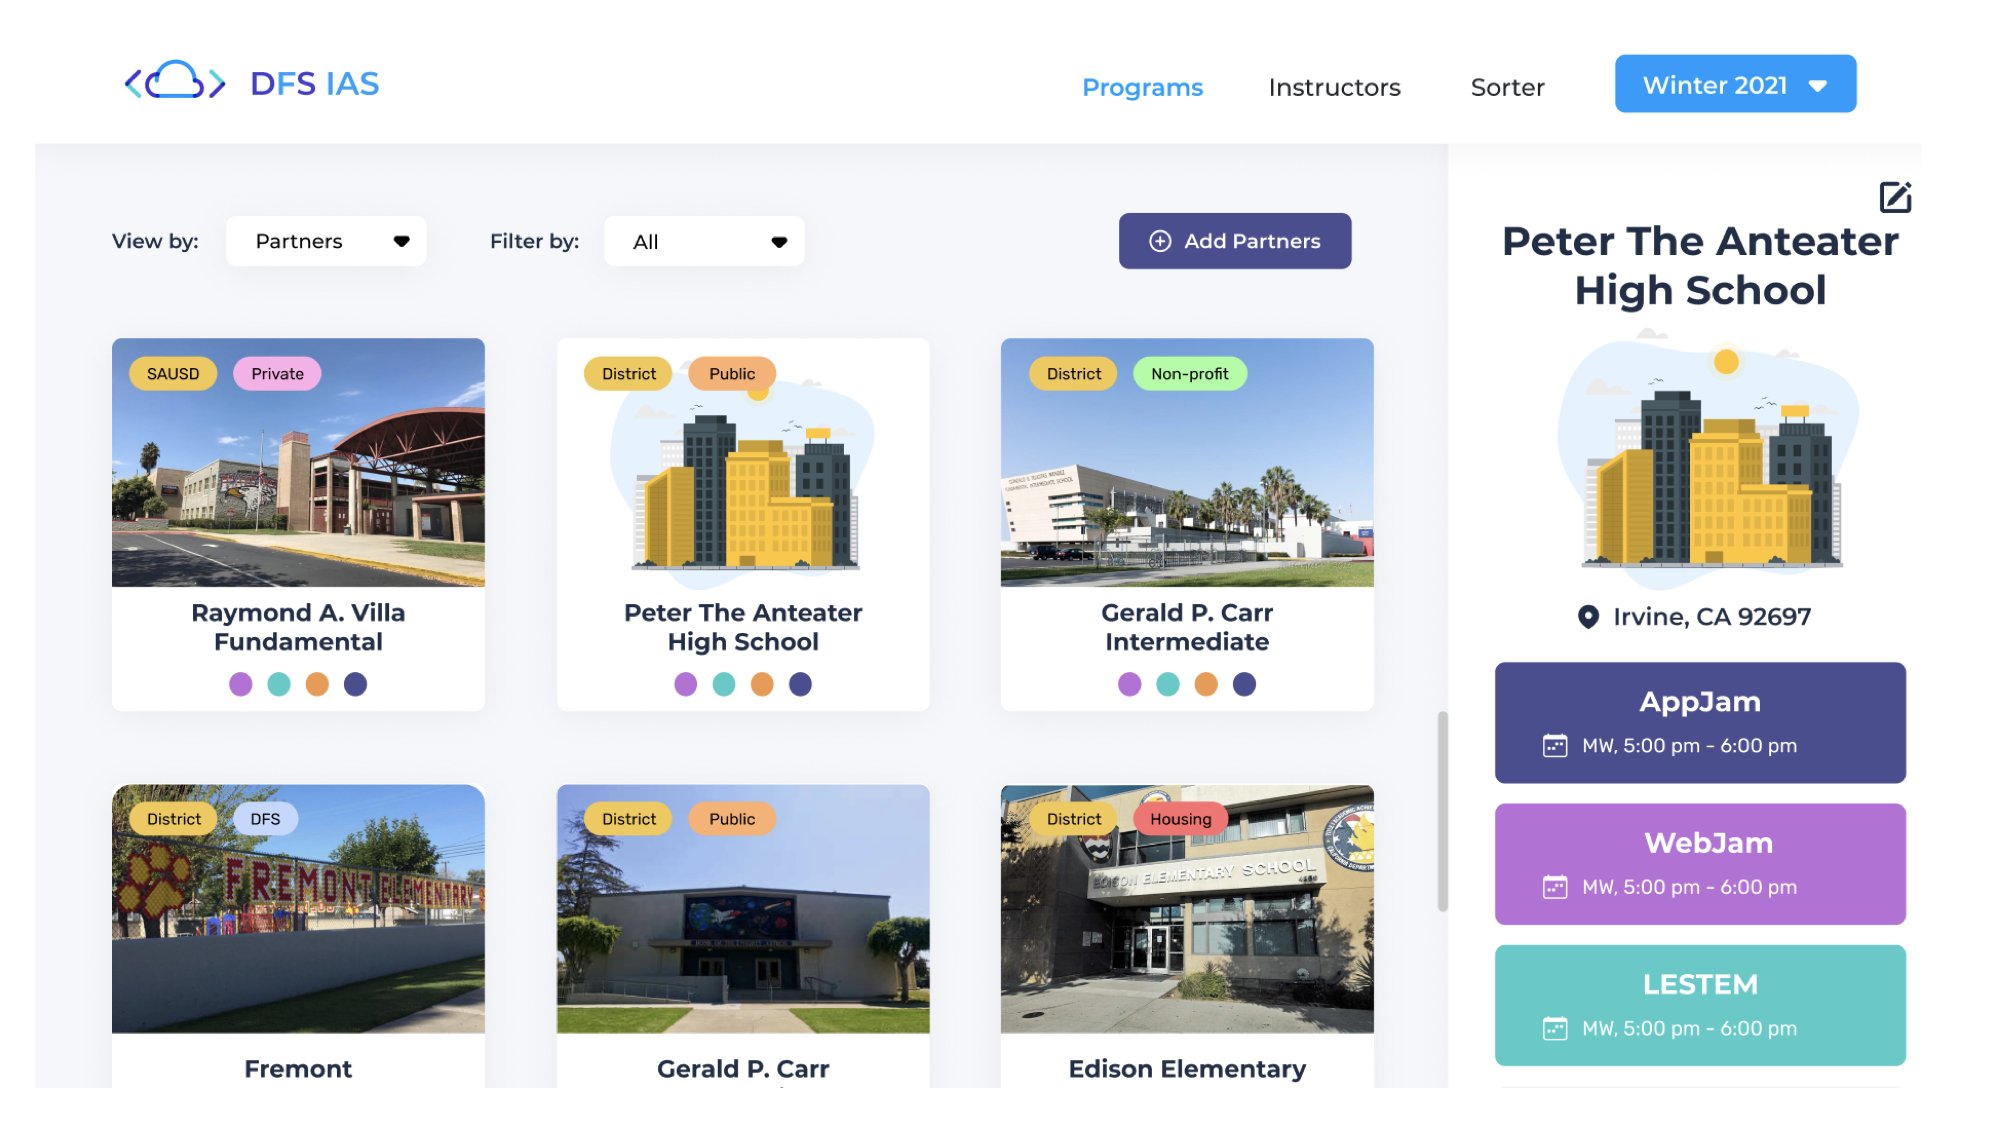 DFS IAS
Programs
Instructors
Sorter
Winter 2021
View by:
Partners
Filter by:
All
Add Partners
SAUSD
Private
Raymond A. Villa
Fundamental
District
Public
Peter The Anteater
High School
District
Non-profit
Gerald P. Carr
Intermediate
District
DFS
FREMONT ELEMENTARY
Fremont
District
Public
Gerald P. Carr
District
Housing
EDISON ELEMENTARY SCHOOL
Edison Elementary
Peter The Anteater
High School
Irvine, CA 92697
AppJam
MW, 5:00 pm - 6:00 pm
WebJam
MW, 5:00 pm - 6:00 pm
LESTEM
MW, 5:00 pm - 6:00 pm